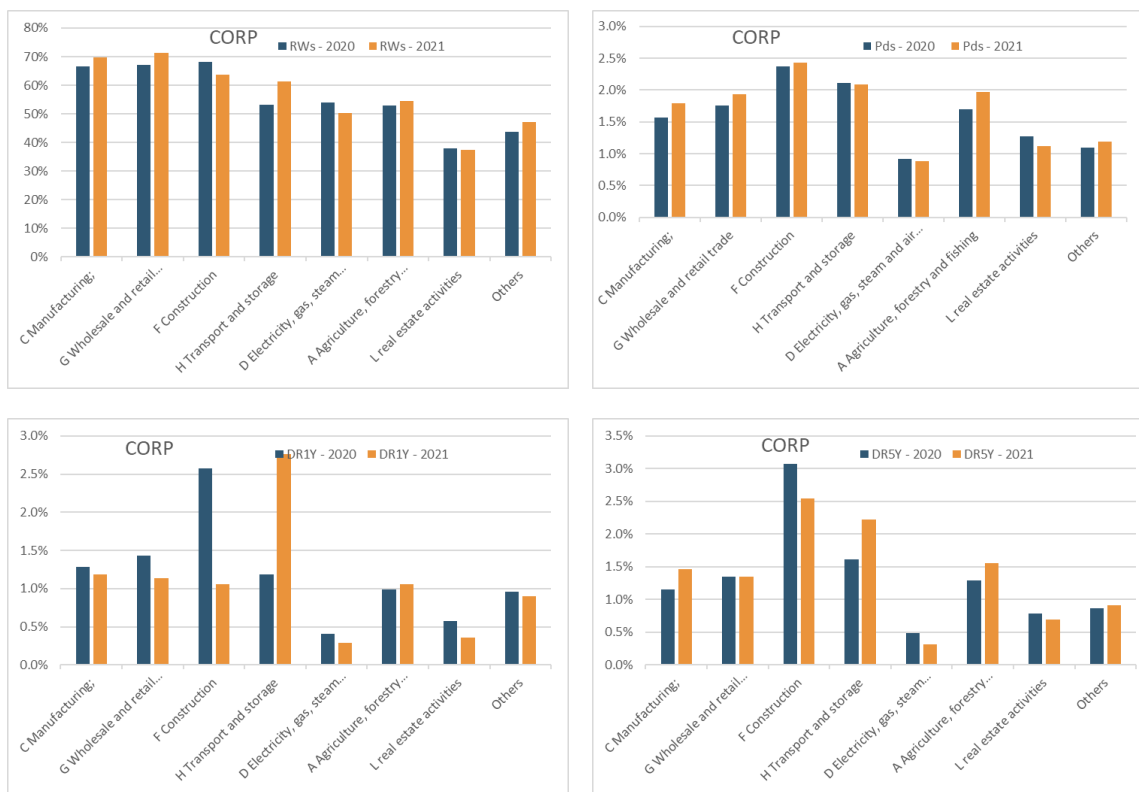 CORP
RWs - 2020 RWs - 2021
80%
70%
60%
50%
40%
30%
20%
10%
0%
C Manufacturing;
G Wholesale and retail...
F Construction
H Transport and storage
D Electricity, gas, steam...
A Agriculture, forestry...
L real estate activities
Others
CORP
Pds - 2020 Pds - 2021
3.0%
2.5%
2.0%
1.5%
1.0%
0.5%
0.0%
C Manufacturing;
G Wholesale and retail trade
F Construction
H Transport and storage
D Electricity, gas, steam and air...
A Agriculture, forestry and fishing
L real estate activities
Others
CORP
DR1Y - 2020 DR1Y - 2021
3.0%
2.5%
2.0%
1.5%
1.0%
0.5%
0.0%
C Manufacturing;
G Wholesale and retail...
F Construction
H Transport and storage
D Electricity, gas, steam...
A Agriculture, forestry...
L real estate activities
Others
CORP
DR5Y - 2020 DR5Y - 2021
3.5%
3.0%
2.5%
2.0%
1.5%
1.0%
0.5%
0.0%
C Manufacturing;
G Wholesale and retail...
F Construction
H Transport and storage
D Electricity, gas, steam...
A Agriculture, forestry...
L real estate activities
Others